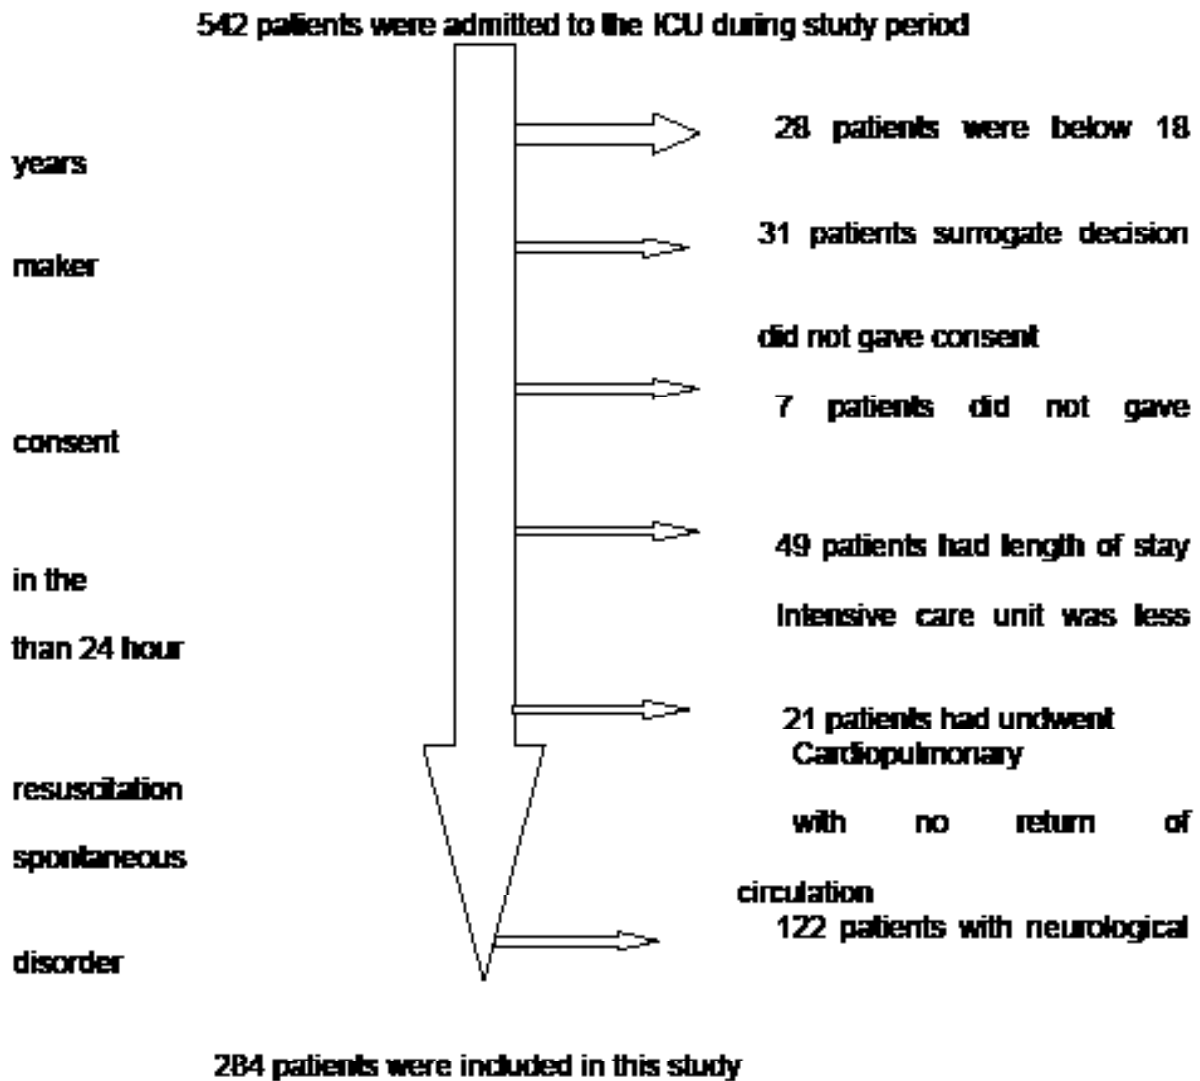 542 patients were admitted to the ICU during study period
28 patients were below 18
years
31 patients surrogate decision
maker
did not gave consent
7 patients did not gave
consent
49 patients had length of stay
in the
Intensive care unit was less
than 24 hour
21 patients had undwent
Cardiopulmonary
resuscitation
with no return of
spontaneous
circulation
122 patients with neurological
disorder
284 patients were included in this study